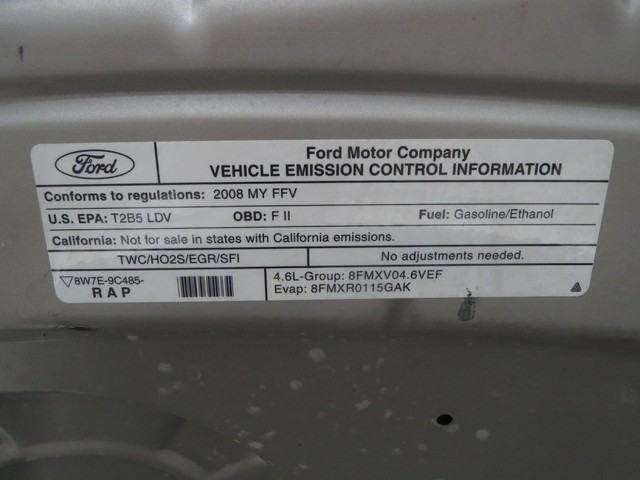 Ford
Ford Motor Company
VEHICLE EMISSION CONTROL INFORMATION
Conforms to regulations: 2008 MY FFV
U.S. EPA: T2B5 LDV OBD: F II Fuel: Gasoline/Ethanol
California: Not for sale in states with California emissions.
TWC/HO2S/EGR/SFI No adjustments needed.
▽8W7E-9C485-
R A P
4.6L-Group: 8FMXV04.6VEF
Evap: 8FMXR0115GAK